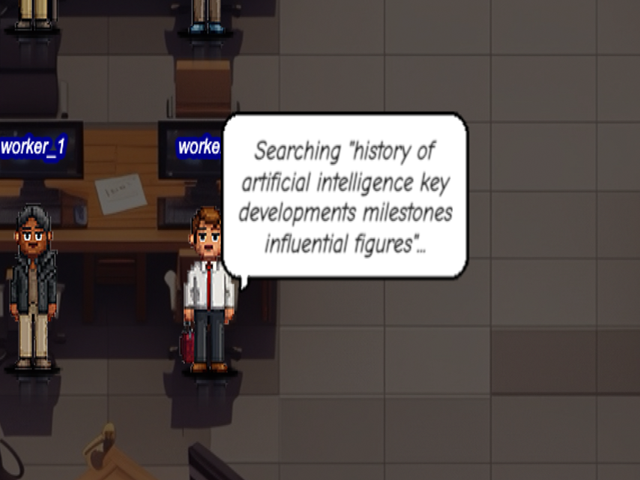 worker_1
worke
Searching "history of
artificial intelligence key
developments milestones
influential figures"...